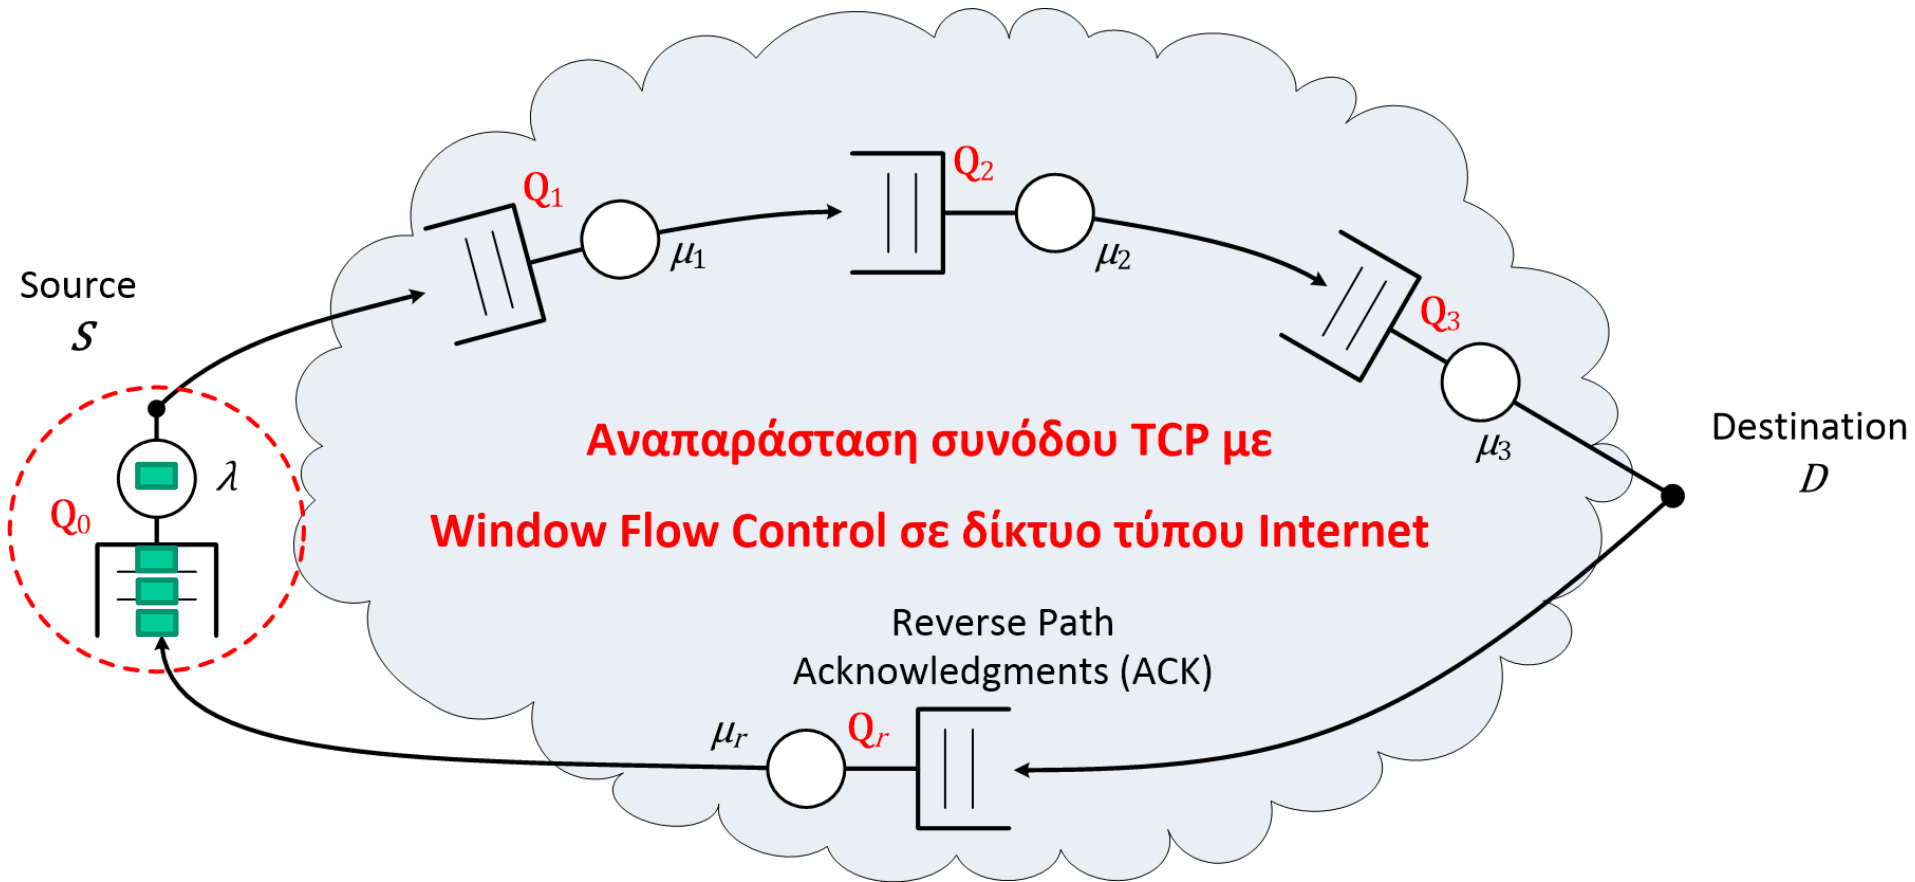 Q1
μ1
Q2
μ2
Q3
μ3
Source
S
λ
Q0
Destination
D
Αναπαράσταση συνόδου TCP με
Window Flow Control σε δίκτυο τύπου Internet
Reverse Path
Acknowledgments (ACK)
μr
Qr